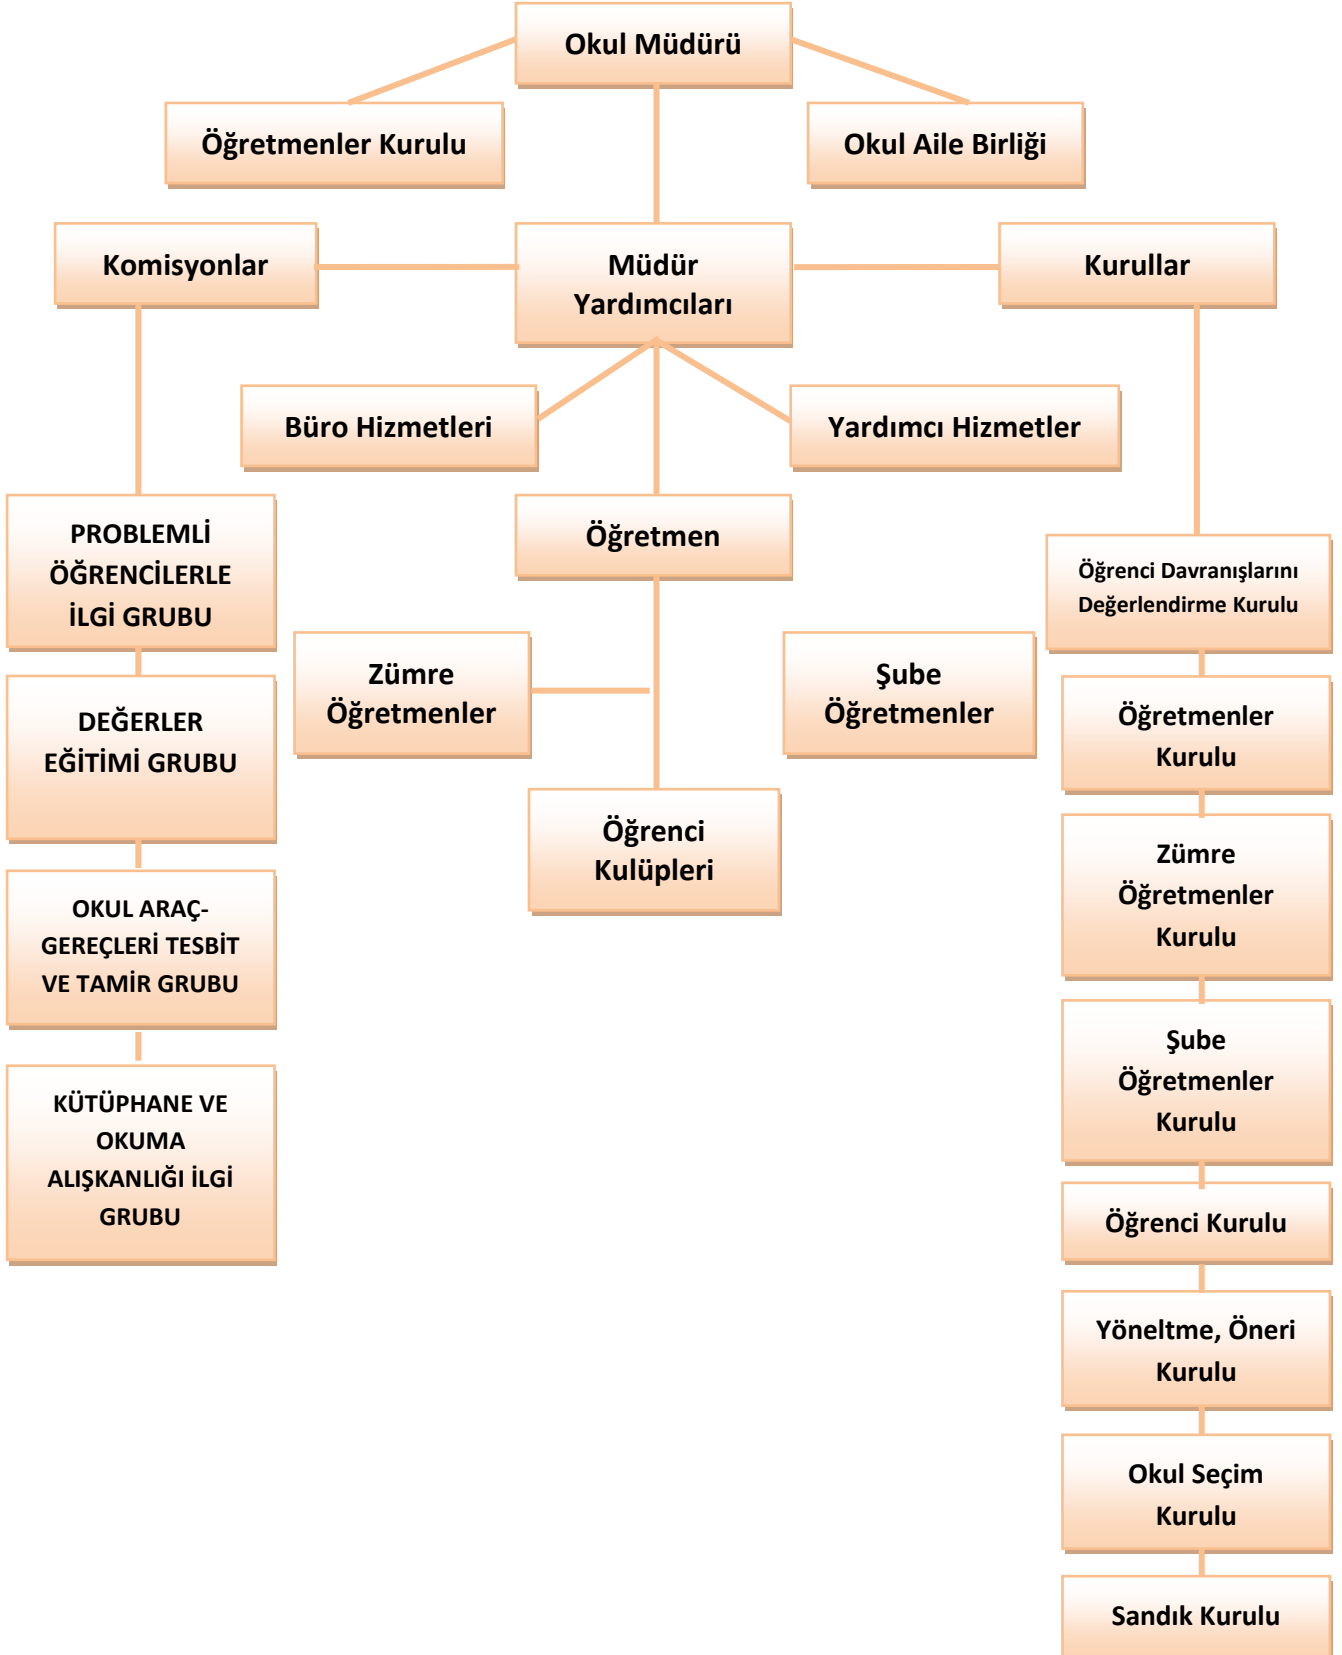 Okul Müdürü
Öğretmenler Kurulu
Okul Aile Birliği
Komisyonlar
Müdür
Yardımcıları
Kurullar
Büro Hizmetleri
Yardımcı Hizmetler
PROBLEMLİ
ÖĞRENCİLERLE
İLGİ GRUBU
Öğretmen
Öğrenci Davranışlarını
Değerlendirme Kurulu
Zümre
Öğretmenler
Şube
Öğretmenler
DEĞERLER
EĞİTİMİ GRUBU
Öğretmenler
Kurulu
Öğrenci
Kulüpleri
Zümre
Öğretmenler
Kurulu
OKUL ARAÇ-
GEREÇLERİ TESBİT
VE TAMİR GRUBU
Şube
Öğretmenler
Kurulu
KÜTÜPHANE VE
OKUMA
ALIŞKANLIĞI İLGİ
GRUBU
Öğrenci Kurulu
Yöneltme, Öneri
Kurulu
Okul Seçim
Kurulu
Sandık Kurulu